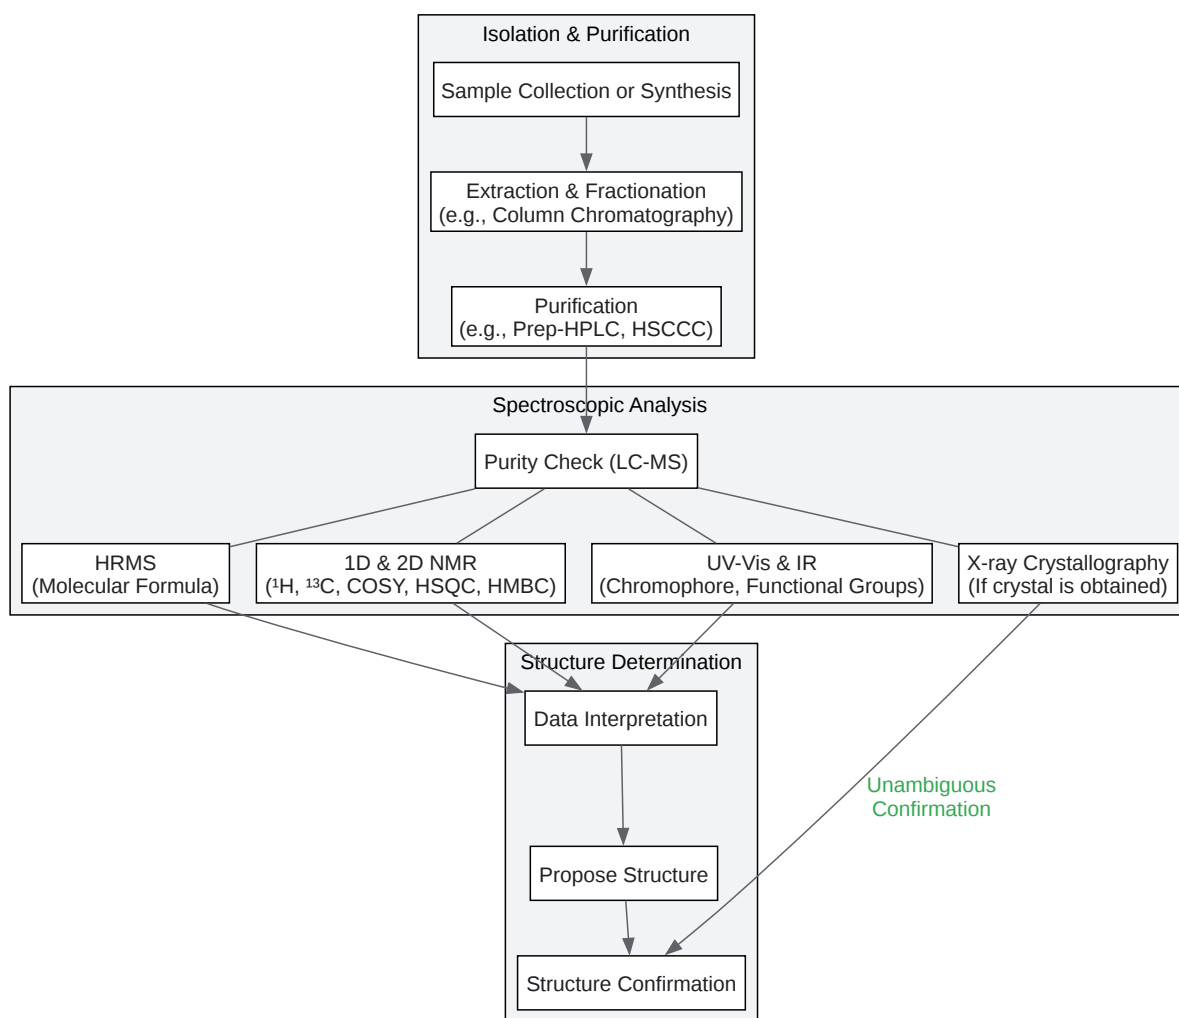 Isolation & Purification
Sample Collection or Synthesis
Extraction & Fractionation
(e.g., Column Chromatography)
Purification
(e.g., Prep-HPLC, HSCCC)
Spectroscopic Analysis
Purity Check (LC-MS)
HRMS
(Molecular Formula)
1D & 2D NMR
(¹H, ¹³C, COSY, HSQC, HMBC)
UV-Vis & IR
(Chromophore, Functional Groups)
X-ray Crystallography
(If crystal is obtained)
Structure Determination
Data Interpretation
Unambiguous
Confirmation
Propose Structure
Structure Confirmation